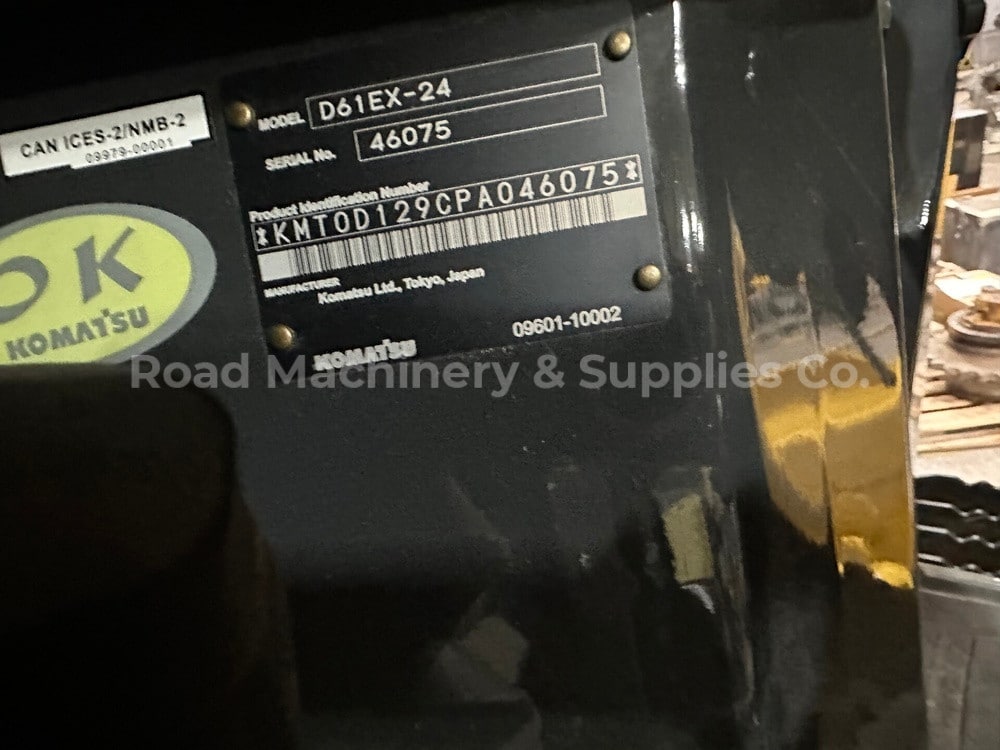 CAN ICES-2/NMB-2
09979-00001
OK
KOMATSU
MODEL D61EX-24
SERIAL No. 46075
Product Identification Number
*KMT0D129CPA046075*
MANUFACTURER
Komatsu Ltd., Tokyo, Japan
KOMATSU 09601-10002
Road Machinery & Supplies Co.